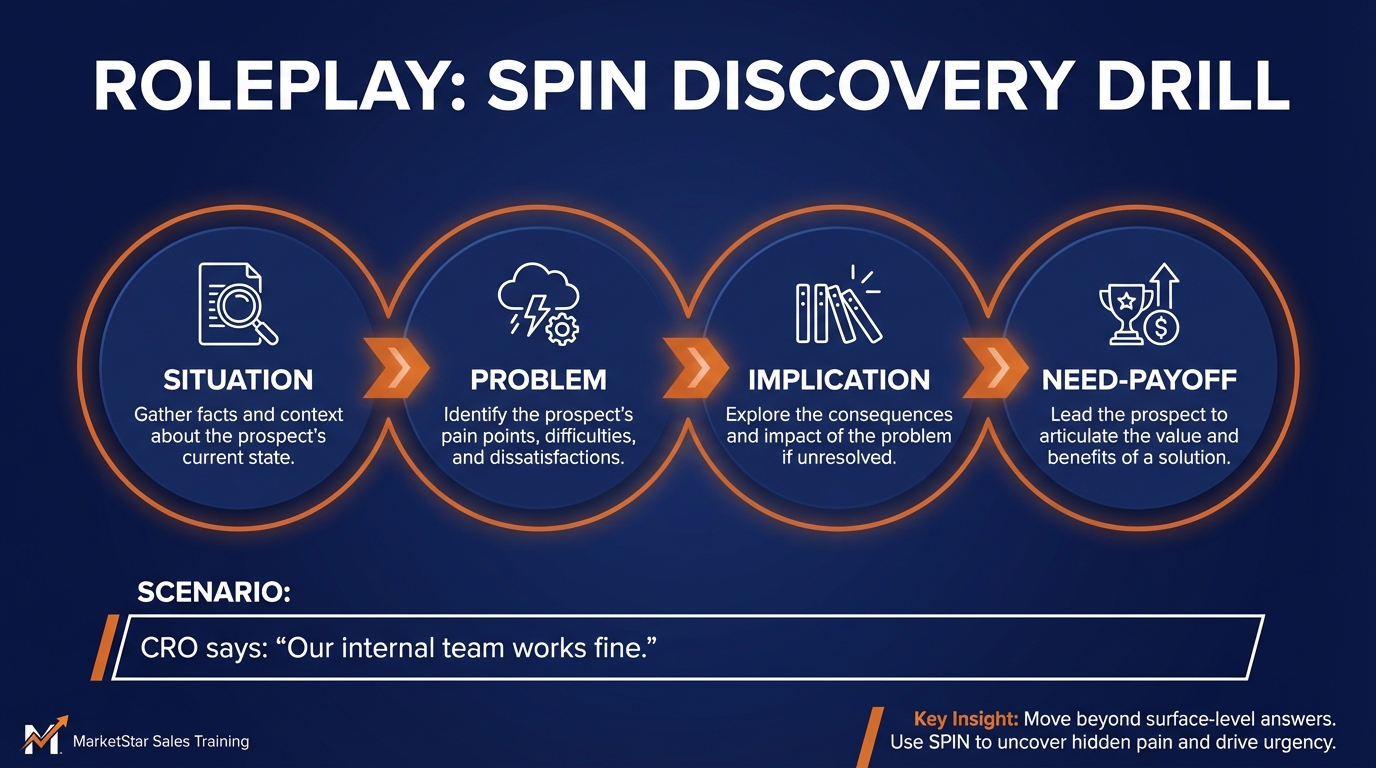 ROLEPLAY: SPIN DISCOVERY DRILL
SITUATION
Gather facts and context
about the prospect's
current state.
PROBLEM
Identify the prospect's
pain points, difficulties,
and dissatisfactions.
IMPLICATION
Explore the consequences
and impact of the problem
if unresolved.
NEED-PAYOFF
Lead the prospect to
articulate the value and
benefits of a solution.
SCENARIO:
CRO says: “Our internal team works fine.”
MarketStar Sales Training
Key Insight: Move beyond surface-level answers.
Use SPIN to uncover hidden pain and drive urgency.